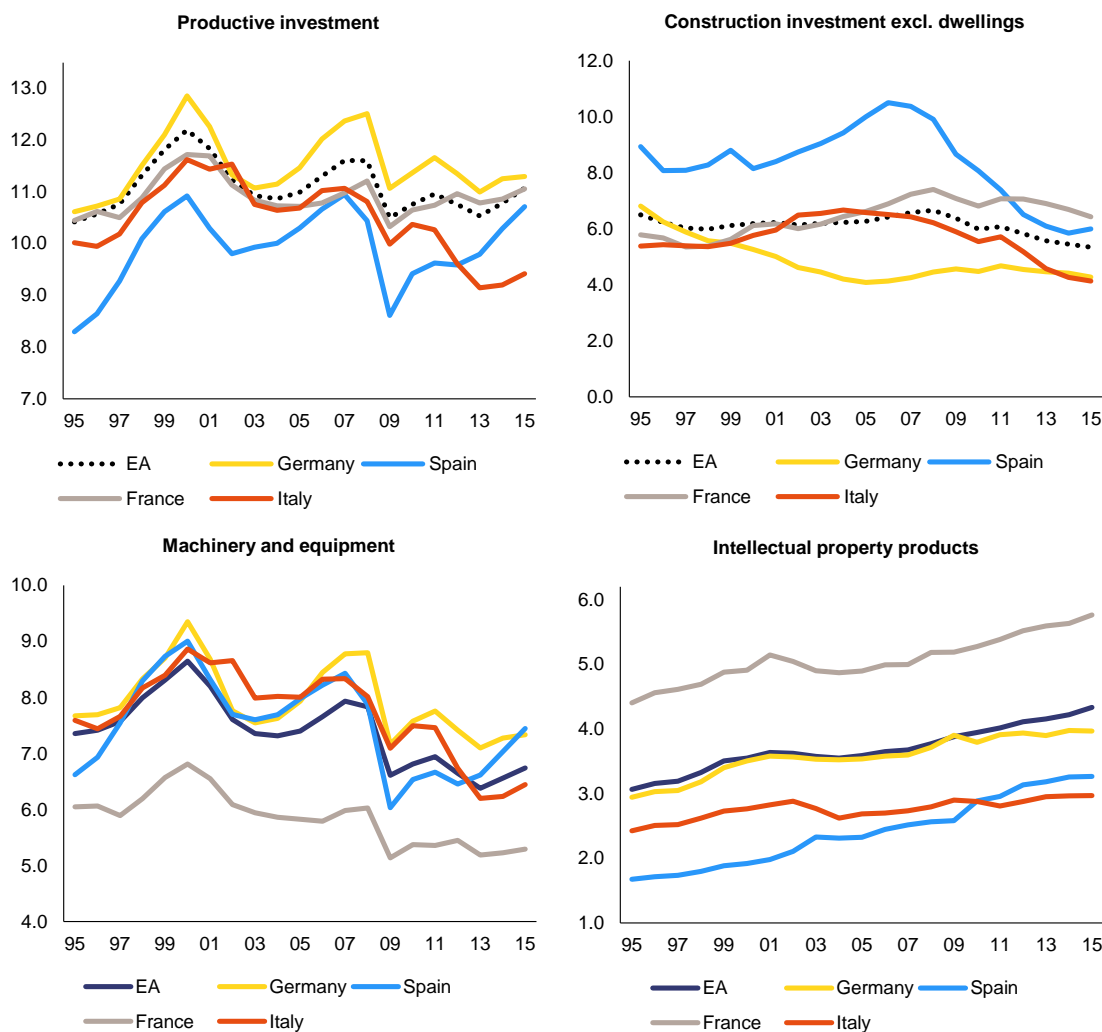 Productive investment
13.0
12.0
11.0
10.0
9.0
8.0
7.0
95 97 99 01 03 05 07 09 11 13 15
EA Germany Spain
France Italy
Construction investment excl. dwellings
12.0
10.0
8.0
6.0
4.0
2.0
0.0
95 97 99 01 03 05 07 09 11 13 15
EA Germany Spain
France Italy
Machinery and equipment
10.0
9.0
8.0
7.0
6.0
5.0
4.0
95 97 99 01 03 05 07 09 11 13 15
EA Germany Spain
France Italy
Intellectual property products
6.0
5.0
4.0
3.0
2.0
1.0
95 97 99 01 03 05 07 09 11 13 15
EA Germany Spain
France Italy